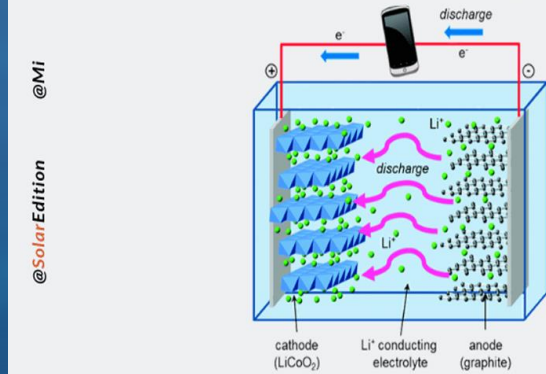 @SolarEdition @Mi
discharge
e⁻
e⁻
⊕
⊖
Li⁺
discharge
Li⁺
cathode
(LiCoO₂)
Li⁺ conducting
electrolyte
anode
(graphite)